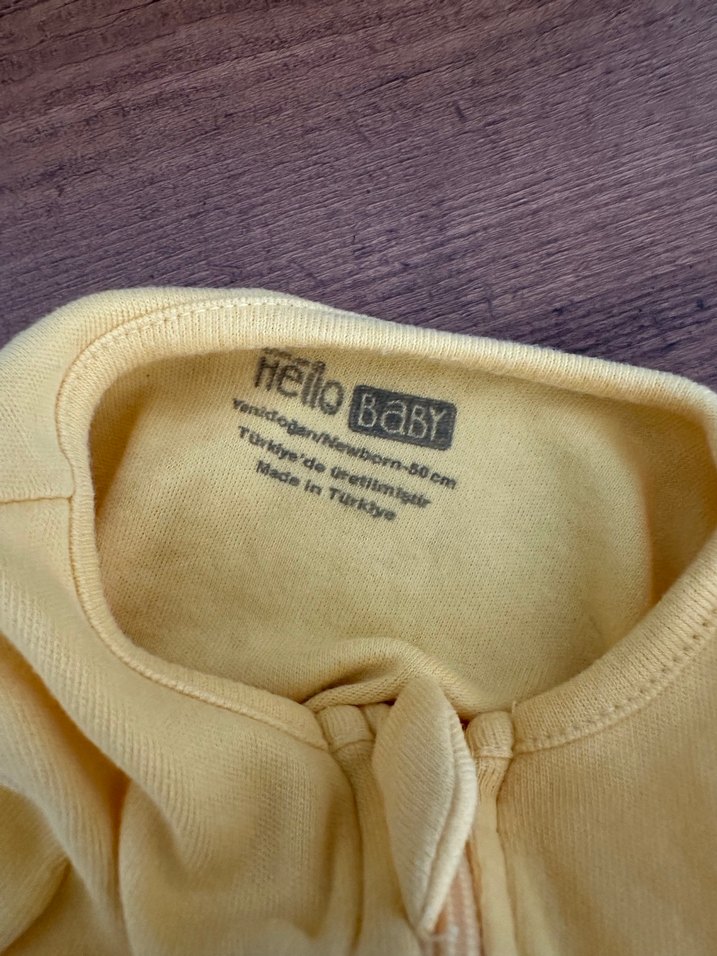 Hello BaBY
Yenidoğan/Newborn-50 cm
Türkiye'de üretilmiştir
Made in Türkiye